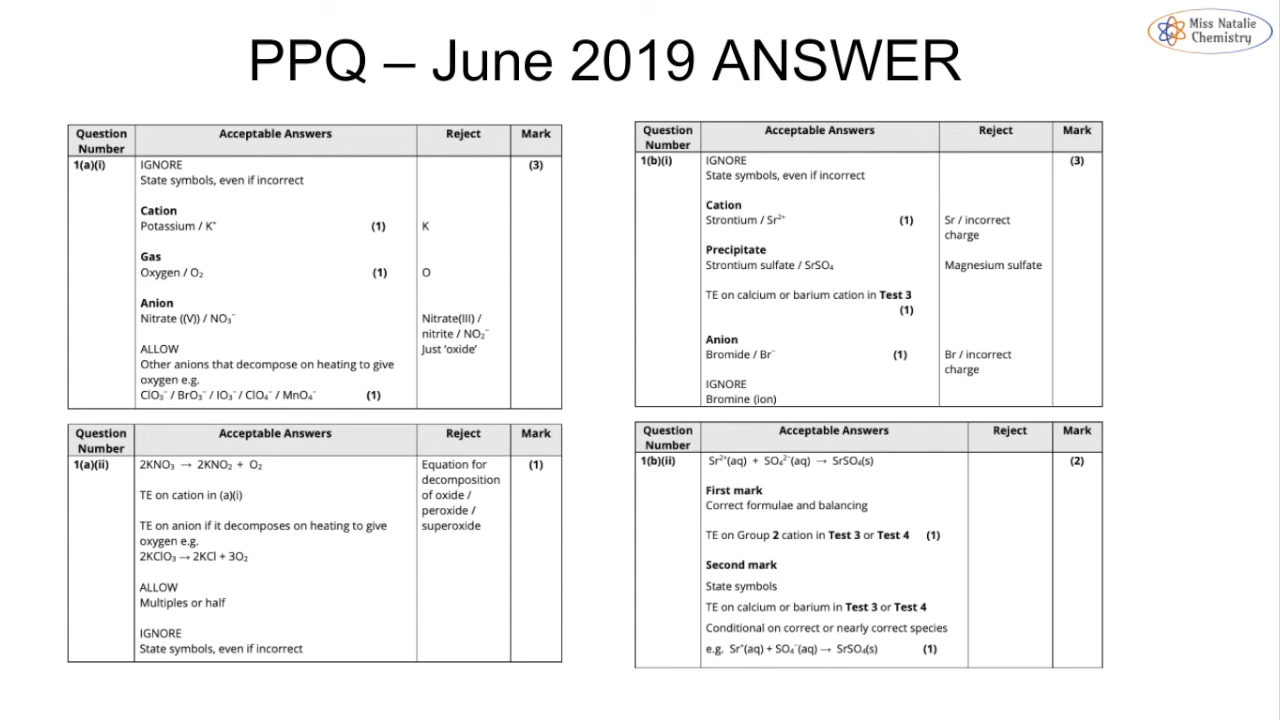 PPQ – June 2019 ANSWER
Miss Natalie
Chemistry
Question Number Acceptable Answers Reject Mark
1(a)(i) IGNORE (3)
State symbols, even if incorrect
Cation
Potassium / K⁺ (1) K
Gas
Oxygen / O₂ (1) O
Anion
Nitrate ((V)) / NO₃⁻ Nitrate(III) /
nitrite / NO₂⁻
ALLOW Just ‘oxide’
Other anions that decompose on heating to give
oxygen e.g.
ClO₃⁻ / BrO₃⁻ / IO₃⁻ / ClO₄⁻ / MnO₄⁻ (1)
Question Number Acceptable Answers Reject Mark
1(a)(ii) 2KNO₃ → 2KNO₂ + O₂ Equation for (1)
decomposition
TE on cation in (a)(i) of oxide /
peroxide /
TE on anion if it decomposes on heating to give superoxide
oxygen e.g.
2KClO₃ → 2KCl + 3O₂
ALLOW
Multiples or half
IGNORE
State symbols, even if incorrect
Question Number Acceptable Answers Reject Mark
1(b)(i) IGNORE (3)
State symbols, even if incorrect
Cation
Strontium / Sr²⁺ (1) Sr / incorrect
charge
Precipitate
Strontium sulfate / SrSO₄ Magnesium sulfate
TE on calcium or barium cation in Test 3
(1)
Anion
Bromide / Br⁻ (1) Br / incorrect
charge
IGNORE
Bromine (ion)
Question Number Acceptable Answers Reject Mark
1(b)(ii) Sr²⁺(aq) + SO₄²⁻(aq) → SrSO₄(s) (2)
First mark
Correct formulae and balancing
TE on Group 2 cation in Test 3 or Test 4 (1)
Second mark
State symbols
TE on calcium or barium in Test 3 or Test 4
Conditional on correct or nearly correct species
e.g. Sr⁺(aq) + SO₄⁻(aq) → SrSO₄(s) (1)